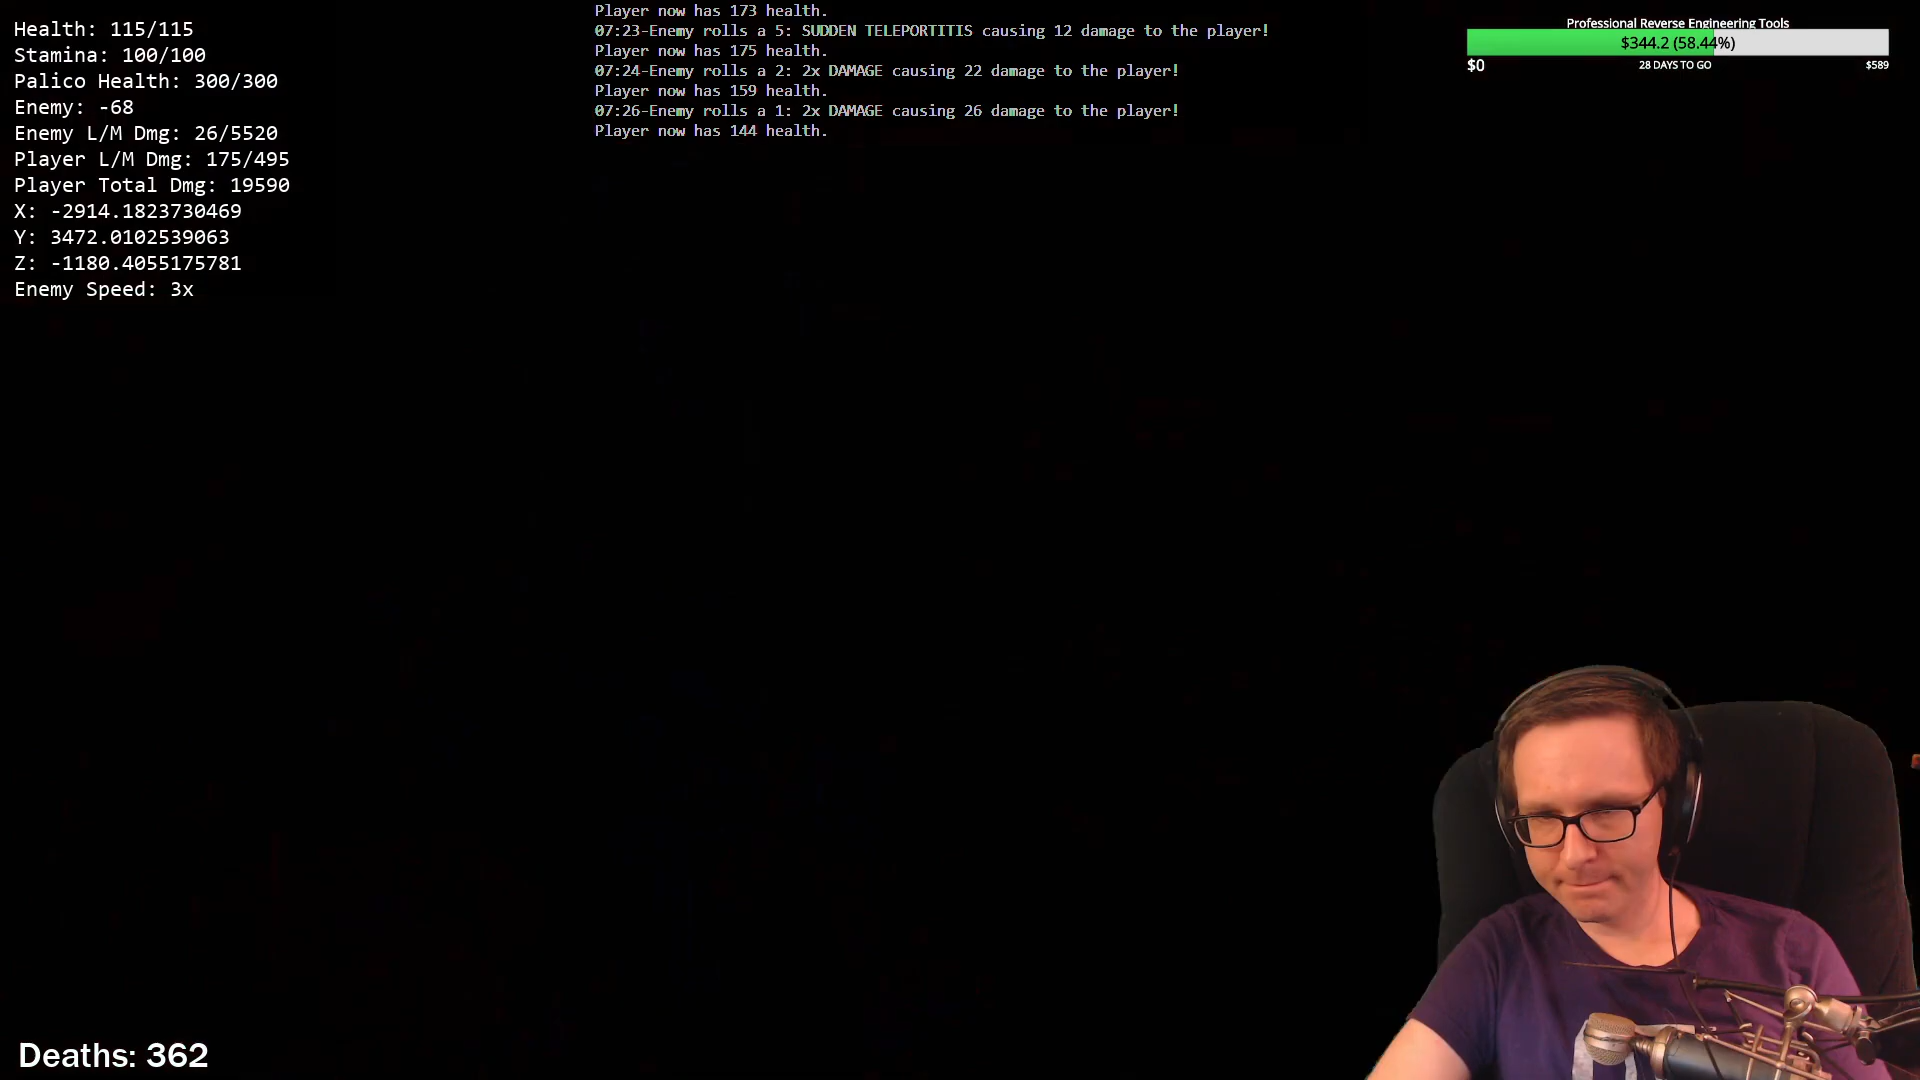 Health: 115/115
Stamina: 100/100
Palico Health: 300/300
Enemy: -68
Enemy L/M Dmg: 26/5520
Player L/M Dmg: 175/495
Player Total Dmg: 19590
X: -2914.1823730469
Y: 3472.0102539063
Z: -1180.4055175781
Enemy Speed: 3x
Player now has 173 health.
07:23-Enemy rolls a 5: SUDDEN TELEPORTITIS causing 12 damage to the player!
Player now has 175 health.
07:24-Enemy rolls a 2: 2x DAMAGE causing 22 damage to the player!
Player now has 159 health.
07:26-Enemy rolls a 1: 2x DAMAGE causing 26 damage to the player!
Player now has 144 health.
Professional Reverse Engineering Tools
$344.2 (58.44%)
$0 28 DAYS TO GO $589
Deaths: 362